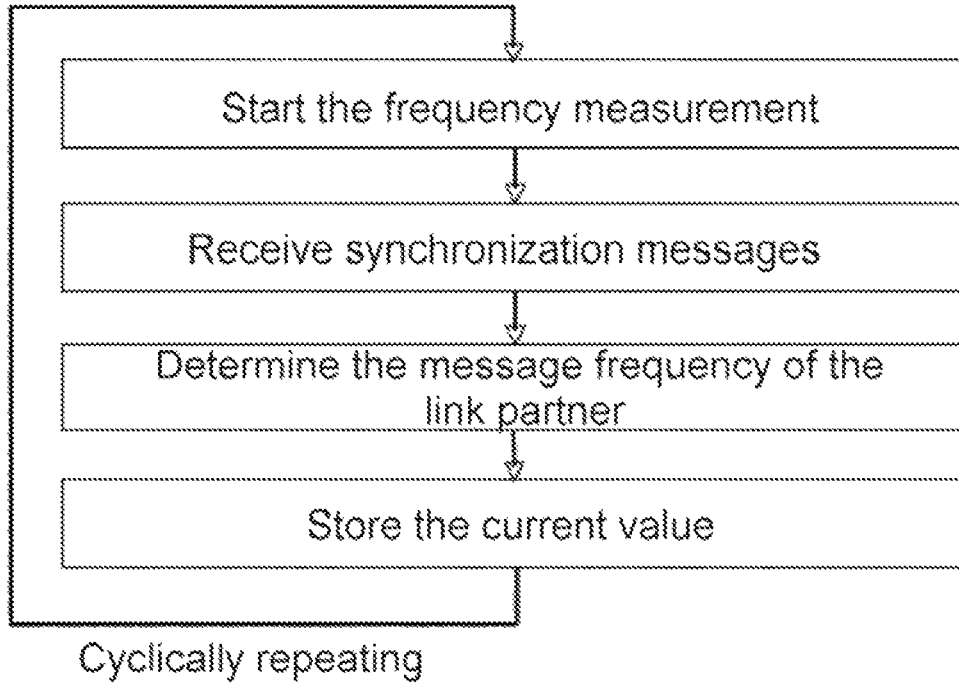 Start the frequency measurement
Receive synchronization messages
Determine the message frequency of the
link partner
Store the current value
Cyclically repeating